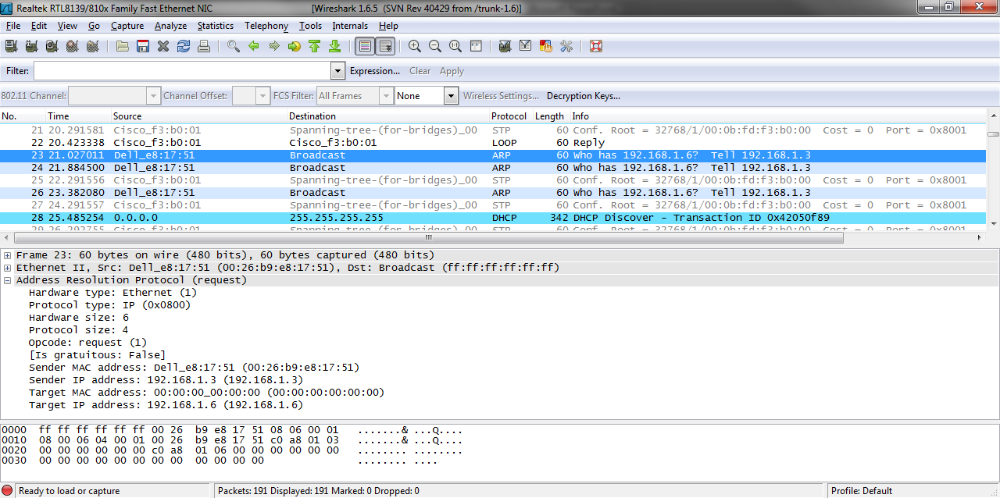 Realtek RTL8139/810x Family Fast Ethernet NIC [Wireshark 1.6.5 (SVN Rev 40429 from /trunk-1.6)]
File Edit View Go Capture Analyze Statistics Telephony Tools Internals Help
Filter: Expression... Clear Apply
802.11 Channel: Channel Offset: FCS Filter: All Frames None Wireless Settings... Decryption Keys...
No. Time Source Destination Protocol Length Info
21 20.291581 Cisco_f3:b0:01 Spanning-tree-(for-bridges)_00 STP 60 Conf. Root = 32768/1/00:0b:fd:f3:b0:01 Cost = 0 Port = 0x8001
22 20.423338 Cisco_f3:b0:01 Cisco_f3:b0:01 LOOP 60 Reply
23 21.027011 Dell_e8:17:51 Broadcast ARP 60 Who has 192.168.1.6? Tell 192.168.1.3
24 21.884500 Dell_e8:17:51 Broadcast ARP 60 Who has 192.168.1.6? Tell 192.168.1.3
25 22.291556 Cisco_f3:b0:01 Spanning-tree-(for-bridges)_00 STP 60 Conf. Root = 32768/1/00:0b:fd:f3:b0:01 Cost = 0 Port = 0x8001
26 23.382080 Dell_e8:17:51 Broadcast ARP 60 Who has 192.168.1.6? Tell 192.168.1.3
27 24.291557 Cisco_f3:b0:01 Spanning-tree-(for-bridges)_00 STP 60 Conf. Root = 32768/1/00:0b:fd:f3:b0:01 Cost = 0 Port = 0x8001
28 25.485254 0.0.0.0 255.255.255.255 DHCP 342 DHCP Discover - Transaction ID 0x42050f89
29 26.292755 Cisco_f3:b0:01 Spanning-tree-(for-bridges)_00 STP 60 Conf. Root = 32768/1/00:0b:fd:f3:b0:01 Cost = 0 Port = 0x8001
Frame 23: 60 bytes on wire (480 bits), 60 bytes captured (480 bits)
Ethernet II, Src: Dell_e8:17:51 (00:26:b9:e8:17:51), Dst: Broadcast (ff:ff:ff:ff:ff:ff)
Address Resolution Protocol (request)
Hardware type: Ethernet (1)
Protocol type: IP (0x0800)
Hardware size: 6
Protocol size: 4
Opcode: request (1)
[Is gratuitous: False]
Sender MAC address: Dell_e8:17:51 (00:26:b9:e8:17:51)
Sender IP address: 192.168.1.3 (192.168.1.3)
Target MAC address: 00:00:00_00:00:00 (00:00:00:00:00:00)
Target IP address: 192.168.1.6 (192.168.1.6)
0000 ff ff ff ff ff ff 00 26 b9 e8 17 51 08 06 00 01 .......& ...Q....
0010 08 00 06 04 00 01 00 26 b9 e8 17 51 c0 a8 01 03 .......& ...Q....
0020 00 00 00 00 00 00 c0 a8 01 06 00 00 00 00 00 00 ........ ........
0030 00 00 00 00 00 00 00 00 00 00 00 00 ........ ....
Ready to load or capture Packets: 191 Displayed: 191 Marked: 0 Dropped: 0 Profile: Default